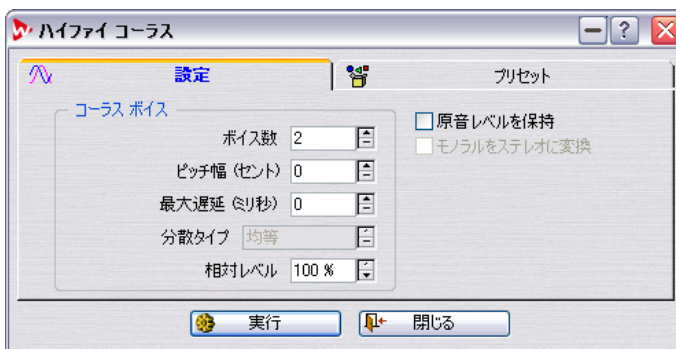 ハイファイ コーラス
設定 プリセット
コーラス ボイス
ボイス数 2
ピッチ幅 (セント) 0
最大遅延 (ミリ秒) 0
分散タイプ 均等
相対レベル 100 %
原音レベルを保持
モノラルをステレオに変換
実行 閉じる